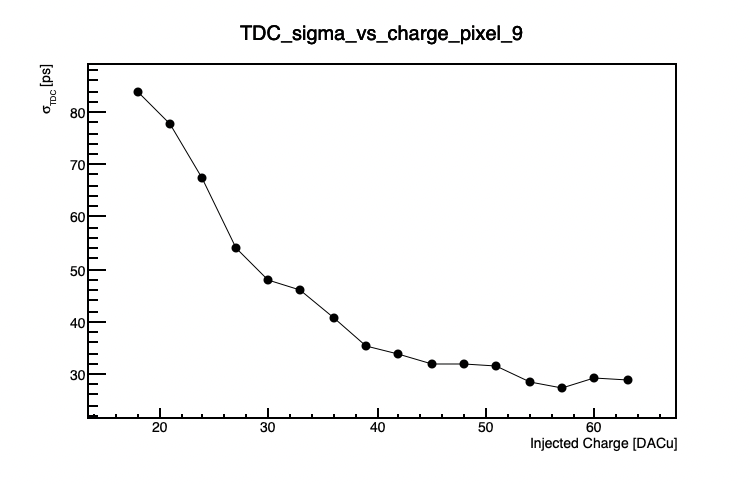 TDC_sigma_vs_charge_pixel_9
σTDC [ps]
80
70
60
50
40
30
20 30 40 50 60
Injected Charge [DACu]